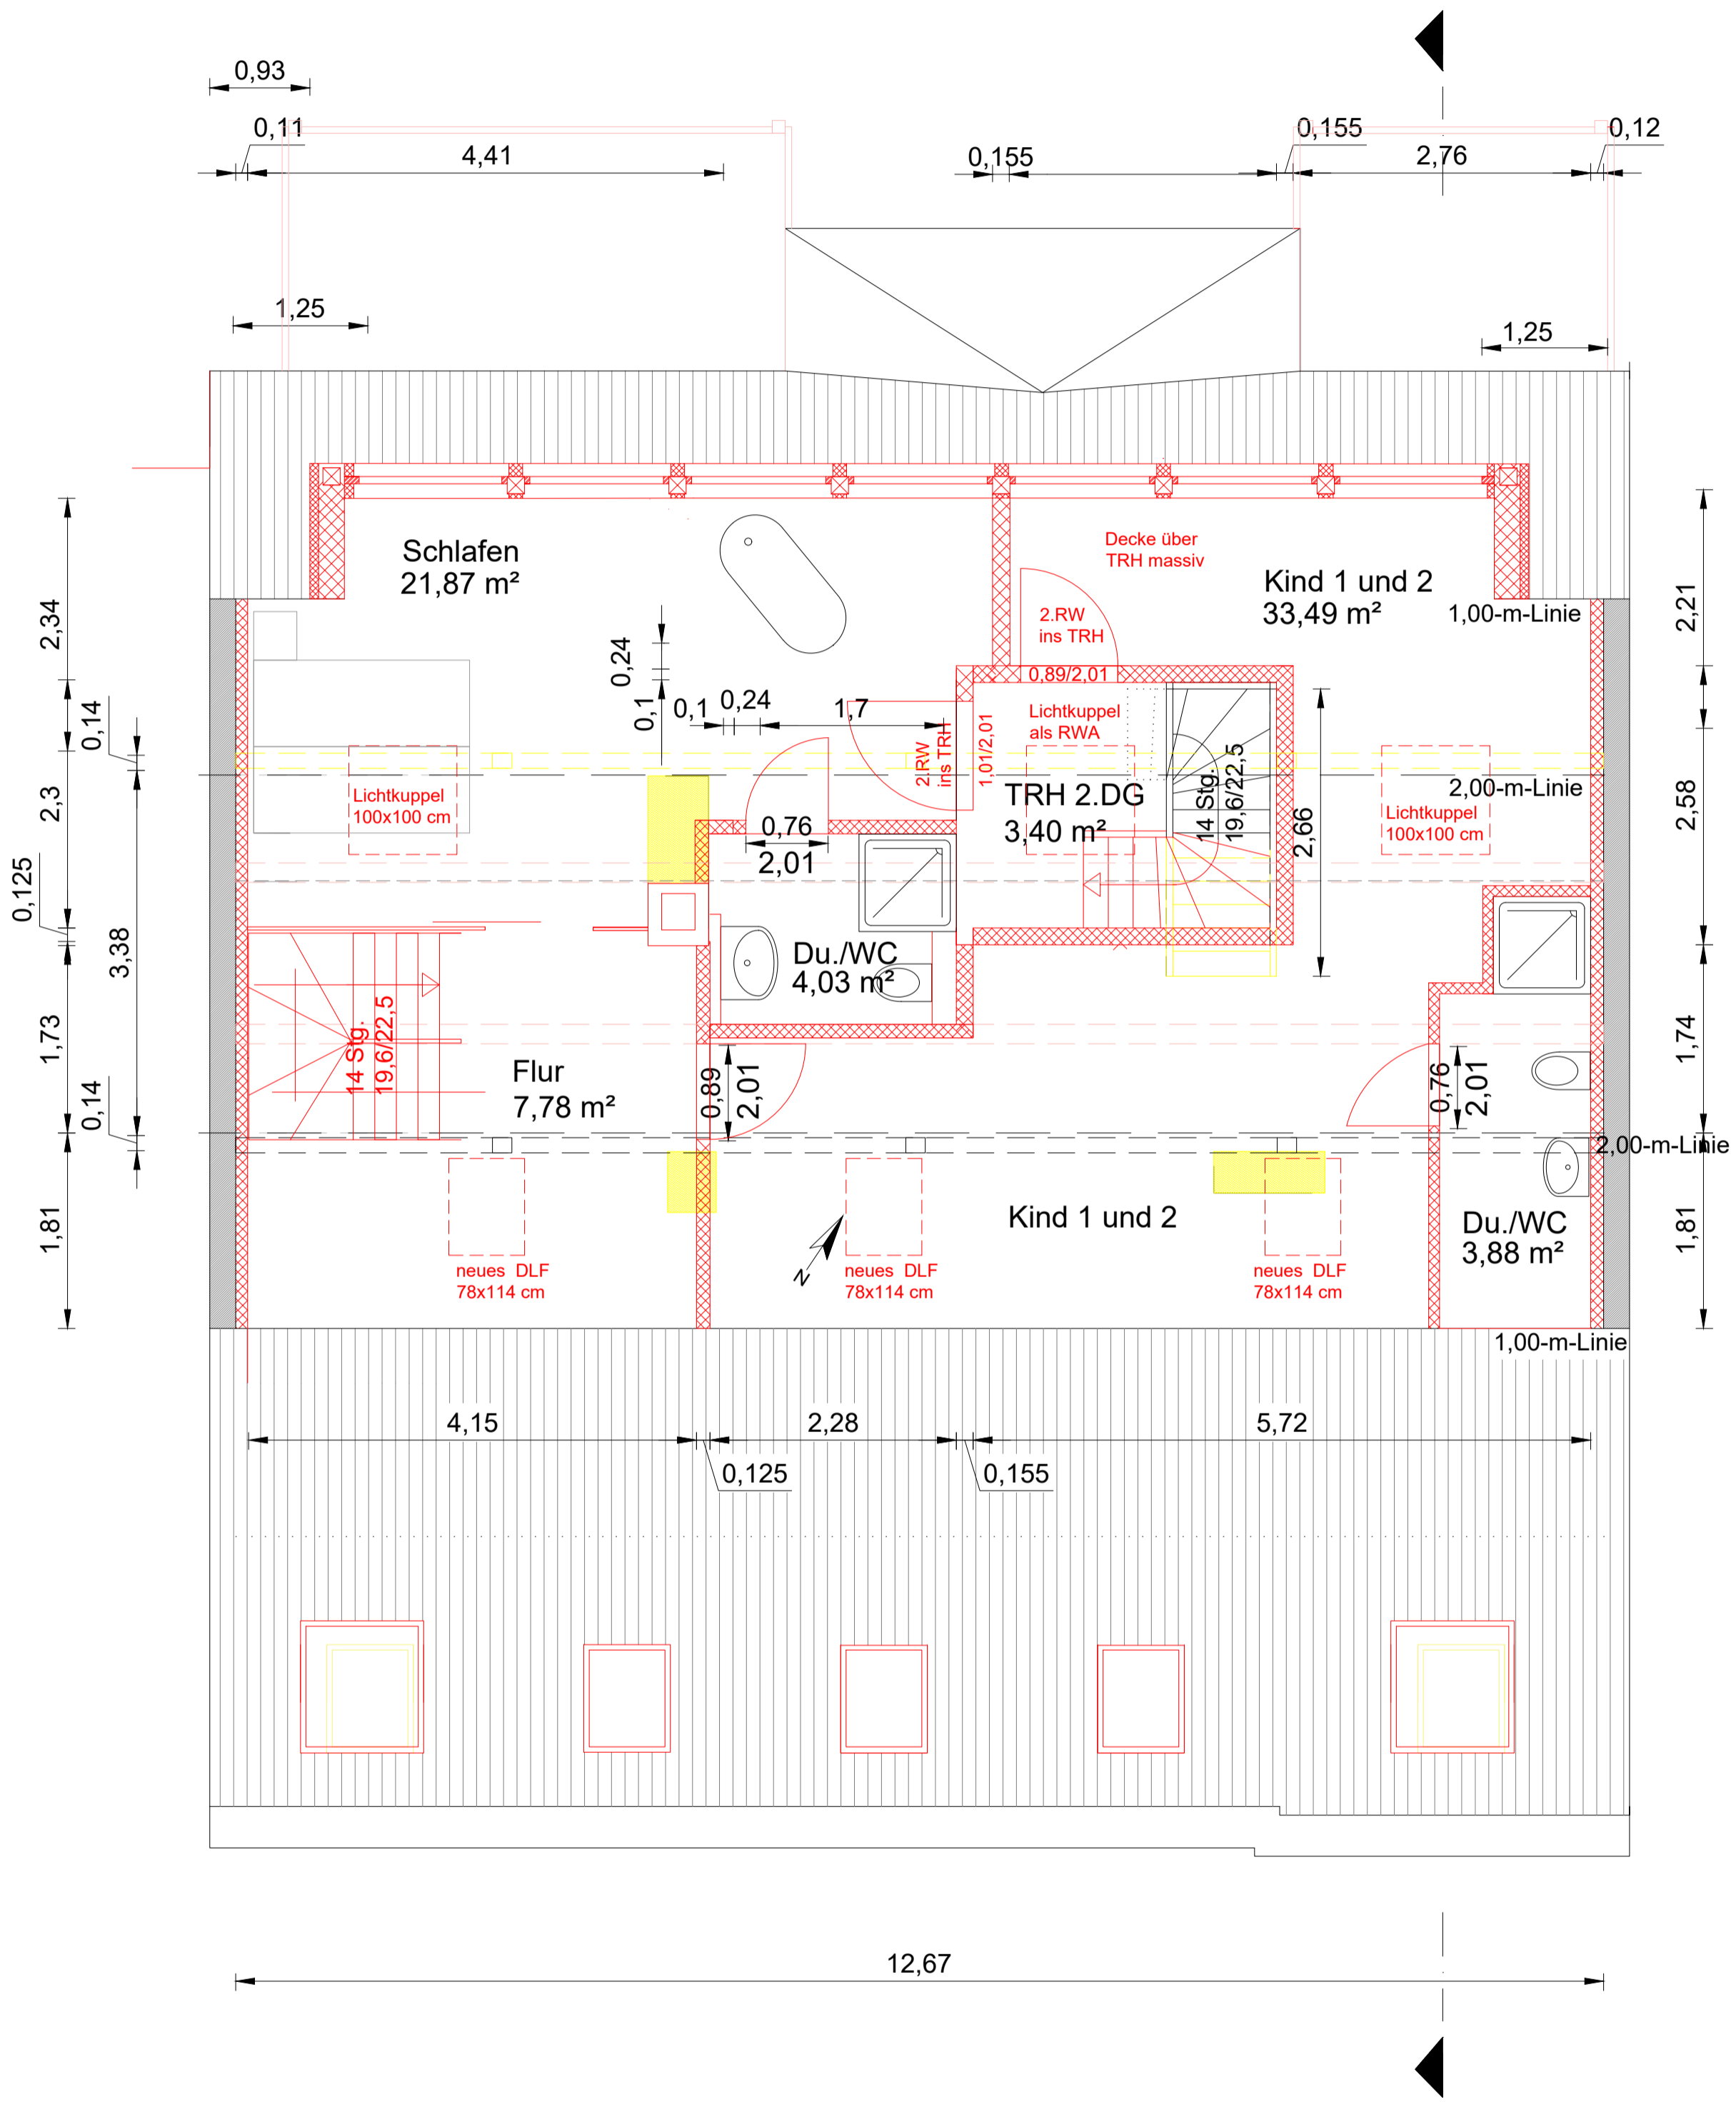 0,93
0,11
4,41
0,155
0,155
2,76
0,12
1,25
1,25
Schlafen
21,87 m²
Decke über
TRH massiv
Kind 1 und 2
33,49 m²
1,00-m-Linie
2.RW
ins TRH
0,89/2,01
2,34
2,21
0,24
0,1
0,1
0,24
1,7
2.RW
ins TRH
1,01/2,01
Lichtkuppel
als RWA
0,14
TRH 2.DG
3,40 m²
14 Stg.
19,6/22,5
2,66
2,00-m-Linie
Lichtkuppel
100x100 cm
Lichtkuppel
100x100 cm
2,3
2,58
0,76
2,01
0,125
3,38
Du./WC
4,03 m²
14 Stg.
19,6/22,5
1,73
1,74
Flur
7,78 m²
0,89
2,01
0,76
2,01
0,14
2,00-m-Linie
1,81
1,81
Kind 1 und 2
N
Du./WC
3,88 m²
neues DLF
78x114 cm
neues DLF
78x114 cm
neues DLF
78x114 cm
1,00-m-Linie
4,15
2,28
5,72
0,125
0,155
12,67